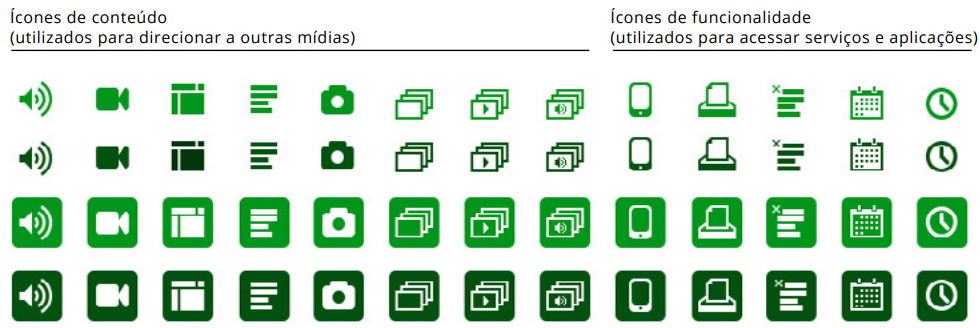 Ícones de conteúdo
(utilizados para direcionar a outras mídias)
Ícones de funcionalidade
(utilizados para acessar serviços e aplicações)